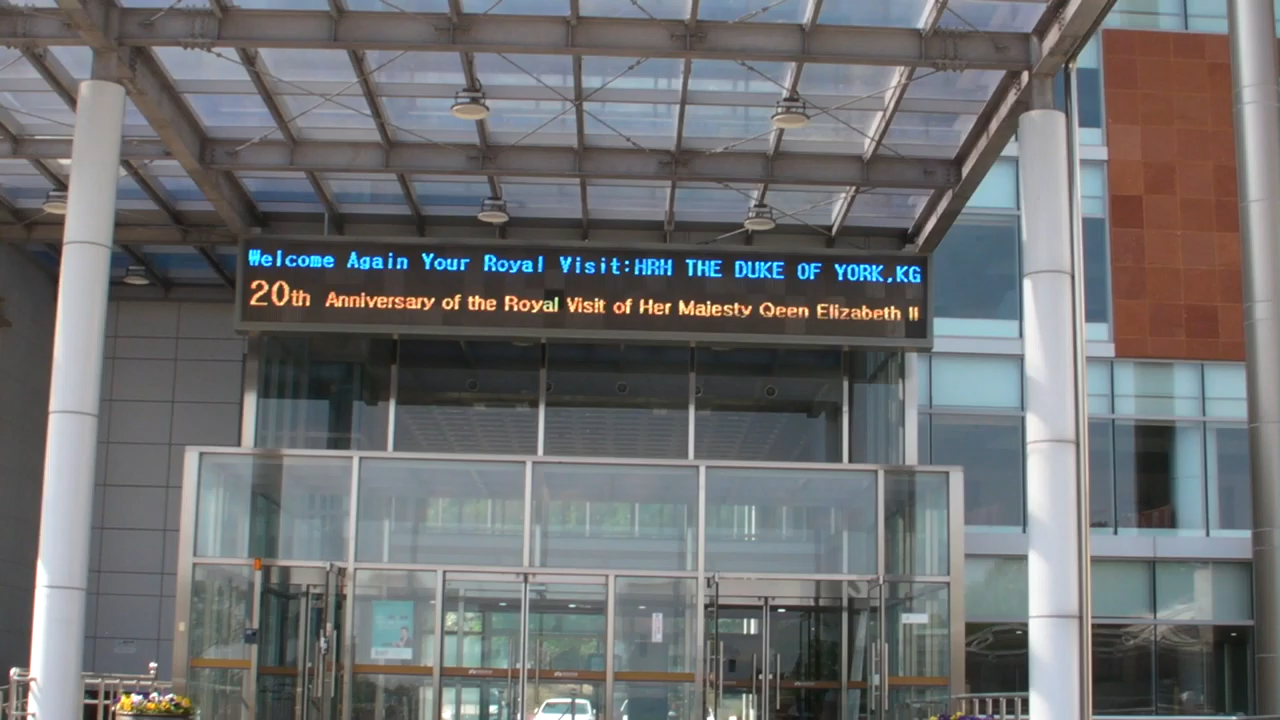 Welcome Again Your Royal Visit:HRH THE DUKE OF YORK,KG
20th Anniversary of the Royal Visit of Her Majesty Qeen Elizabeth II